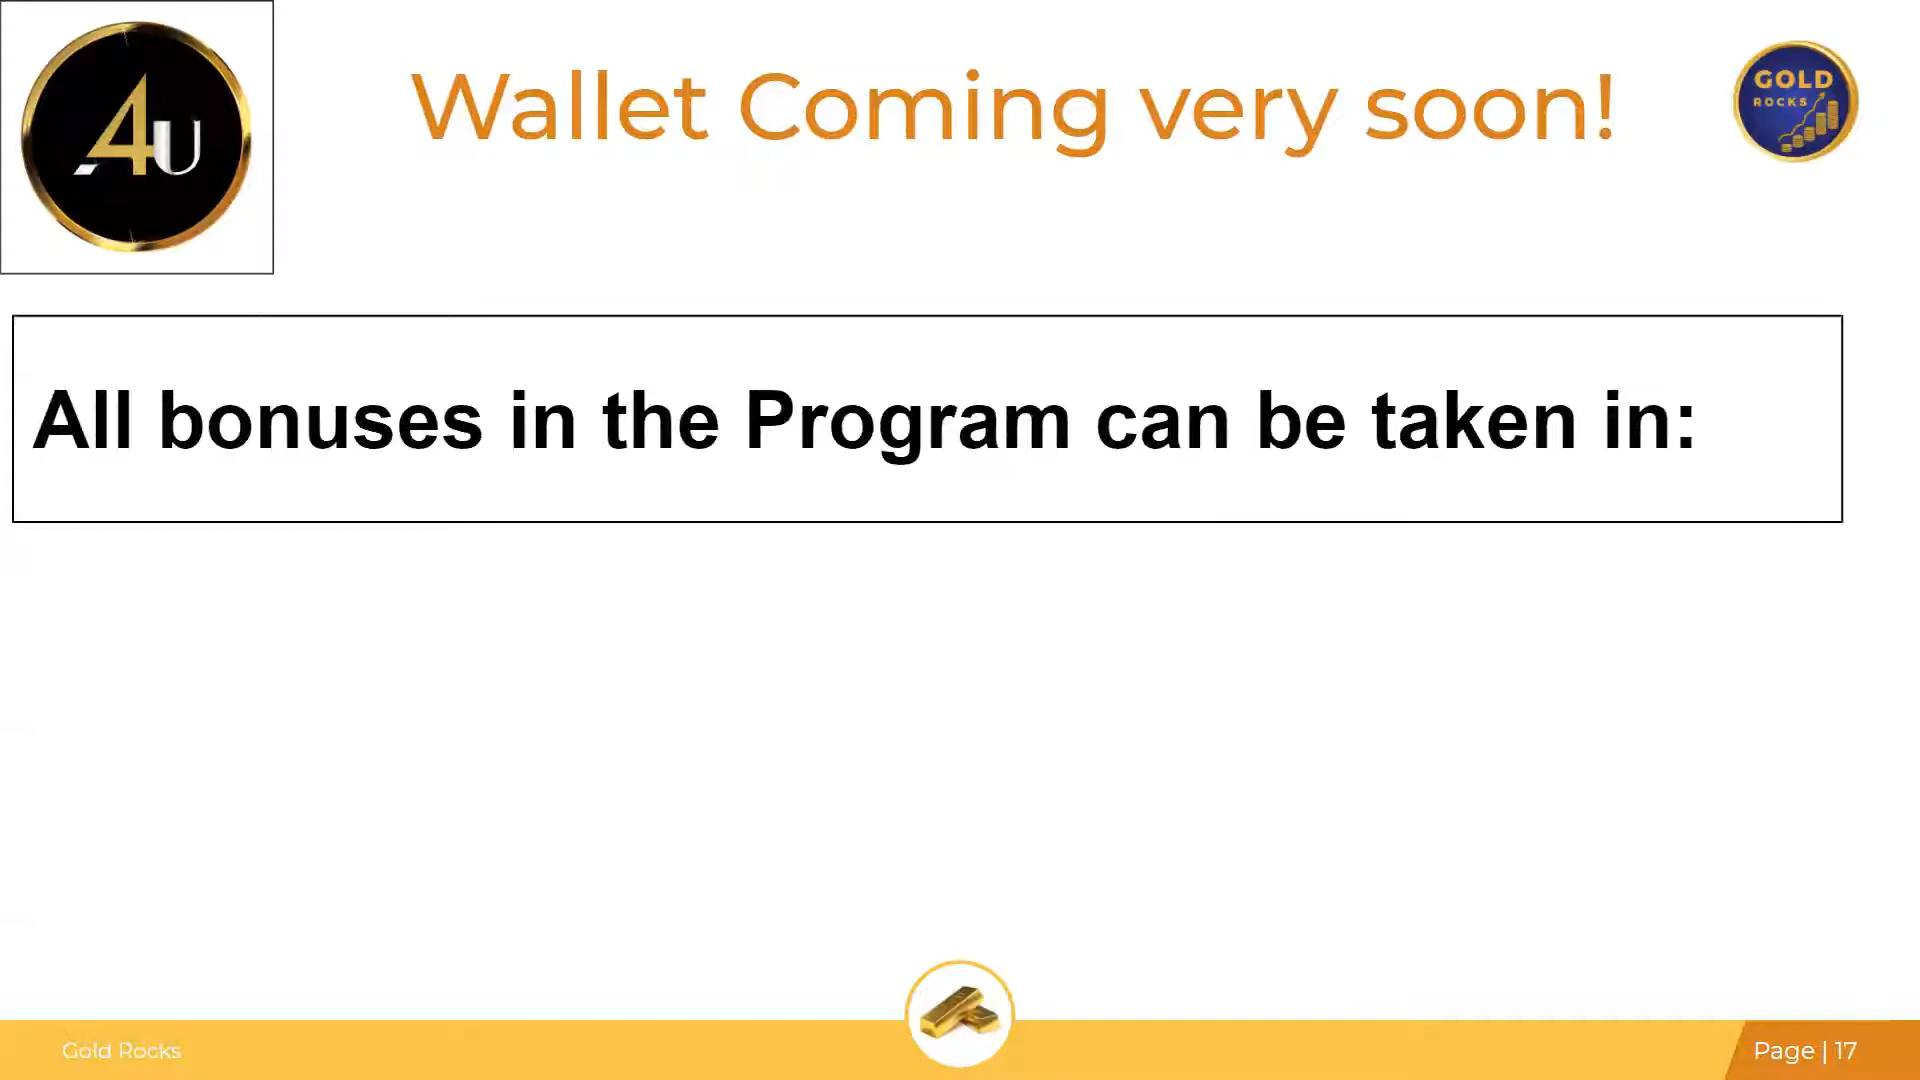 4U
Wallet Coming very soon!
GOLD
ROCKS
All bonuses in the Program can be taken in:
Gold Rocks
Page | 17